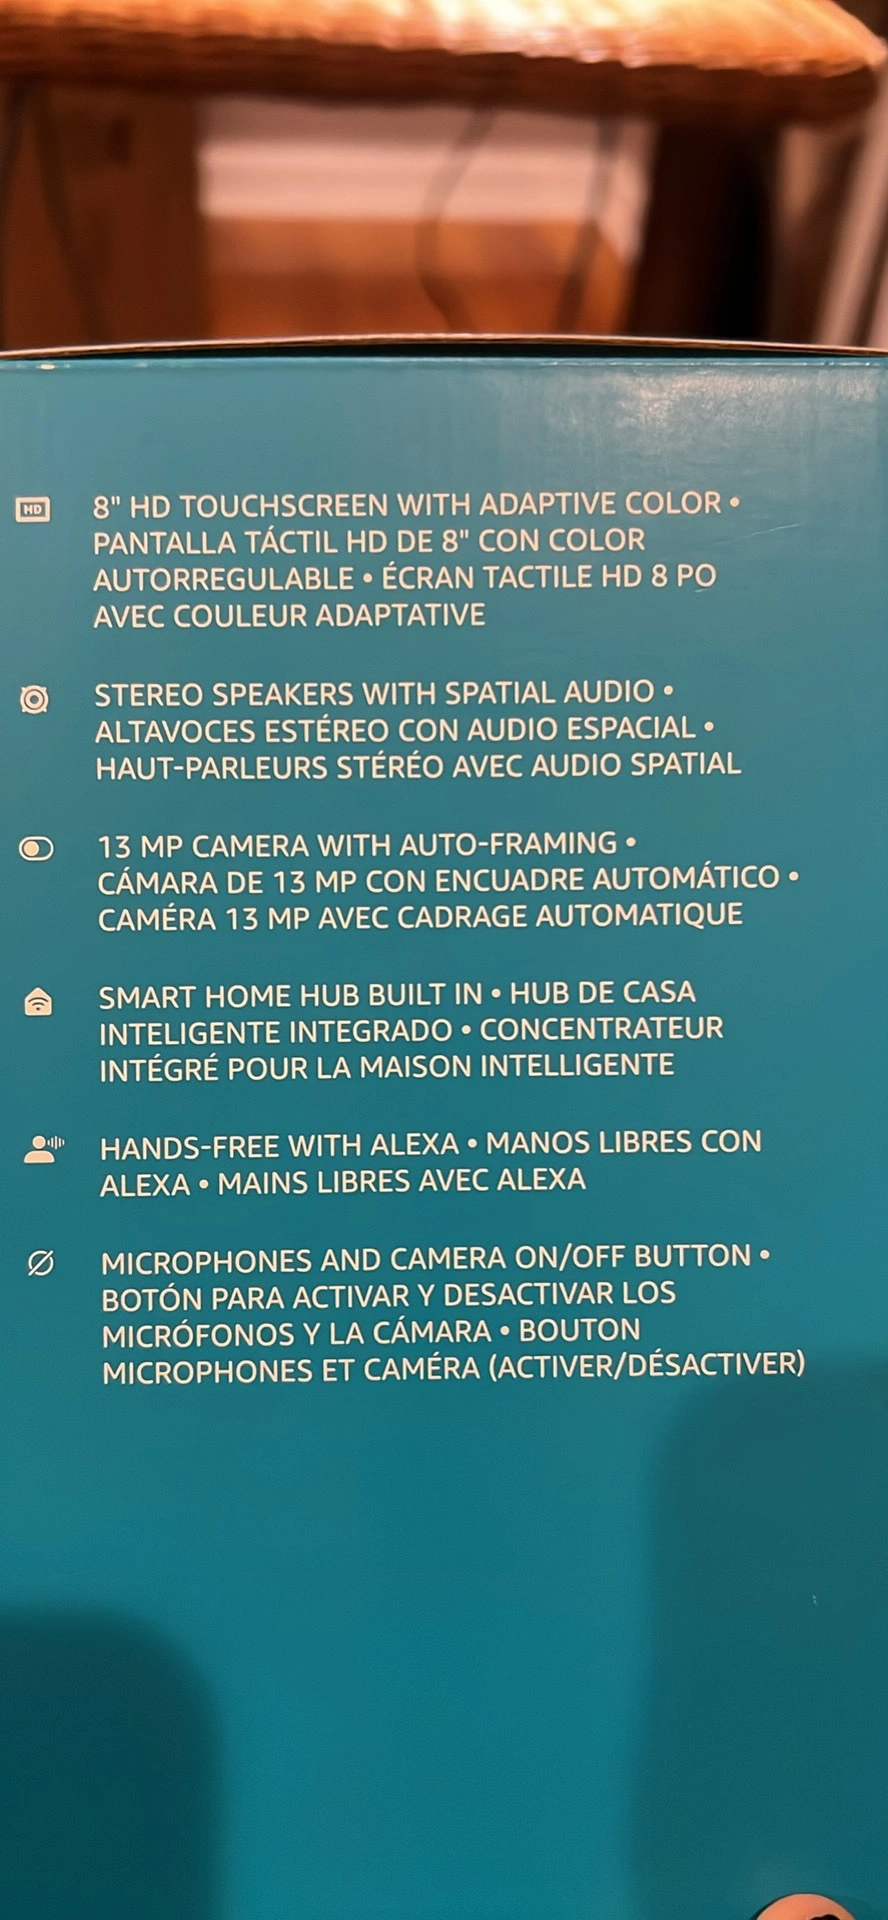 HD
8" HD TOUCHSCREEN WITH ADAPTIVE COLOR •
PANTALLA TÁCTIL HD DE 8" CON COLOR
AUTORREGULABLE • ÉCRAN TACTILE HD 8 PO
AVEC COULEUR ADAPTATIVE
STEREO SPEAKERS WITH SPATIAL AUDIO •
ALTAVOCES ESTÉREO CON AUDIO ESPACIAL •
HAUT-PARLEURS STÉRÉO AVEC AUDIO SPATIAL
13 MP CAMERA WITH AUTO-FRAMING •
CÁMARA DE 13 MP CON ENCUADRE AUTOMÁTICO •
CAMÉRA 13 MP AVEC CADRAGE AUTOMATIQUE
SMART HOME HUB BUILT IN • HUB DE CASA
INTELIGENTE INTEGRADO • CONCENTRATEUR
INTÉGRÉ POUR LA MAISON INTELLIGENTE
HANDS-FREE WITH ALEXA • MANOS LIBRES CON
ALEXA • MAINS LIBRES AVEC ALEXA
MICROPHONES AND CAMERA ON/OFF BUTTON •
BOTÓN PARA ACTIVAR Y DESACTIVAR LOS
MICRÓFONOS Y LA CÁMARA • BOUTON
MICROPHONES ET CAMÉRA (ACTIVER/DÉSACTIVER)